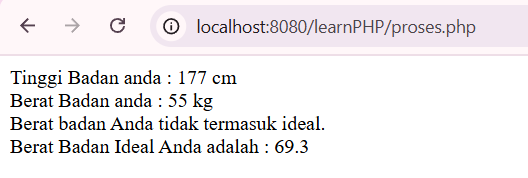 localhost:8080/learnPHP/proses.php
Tinggi Badan anda : 177 cm
Berat Badan anda : 55 kg
Berat badan Anda tidak termasuk ideal.
Berat Badan Ideal Anda adalah : 69.3